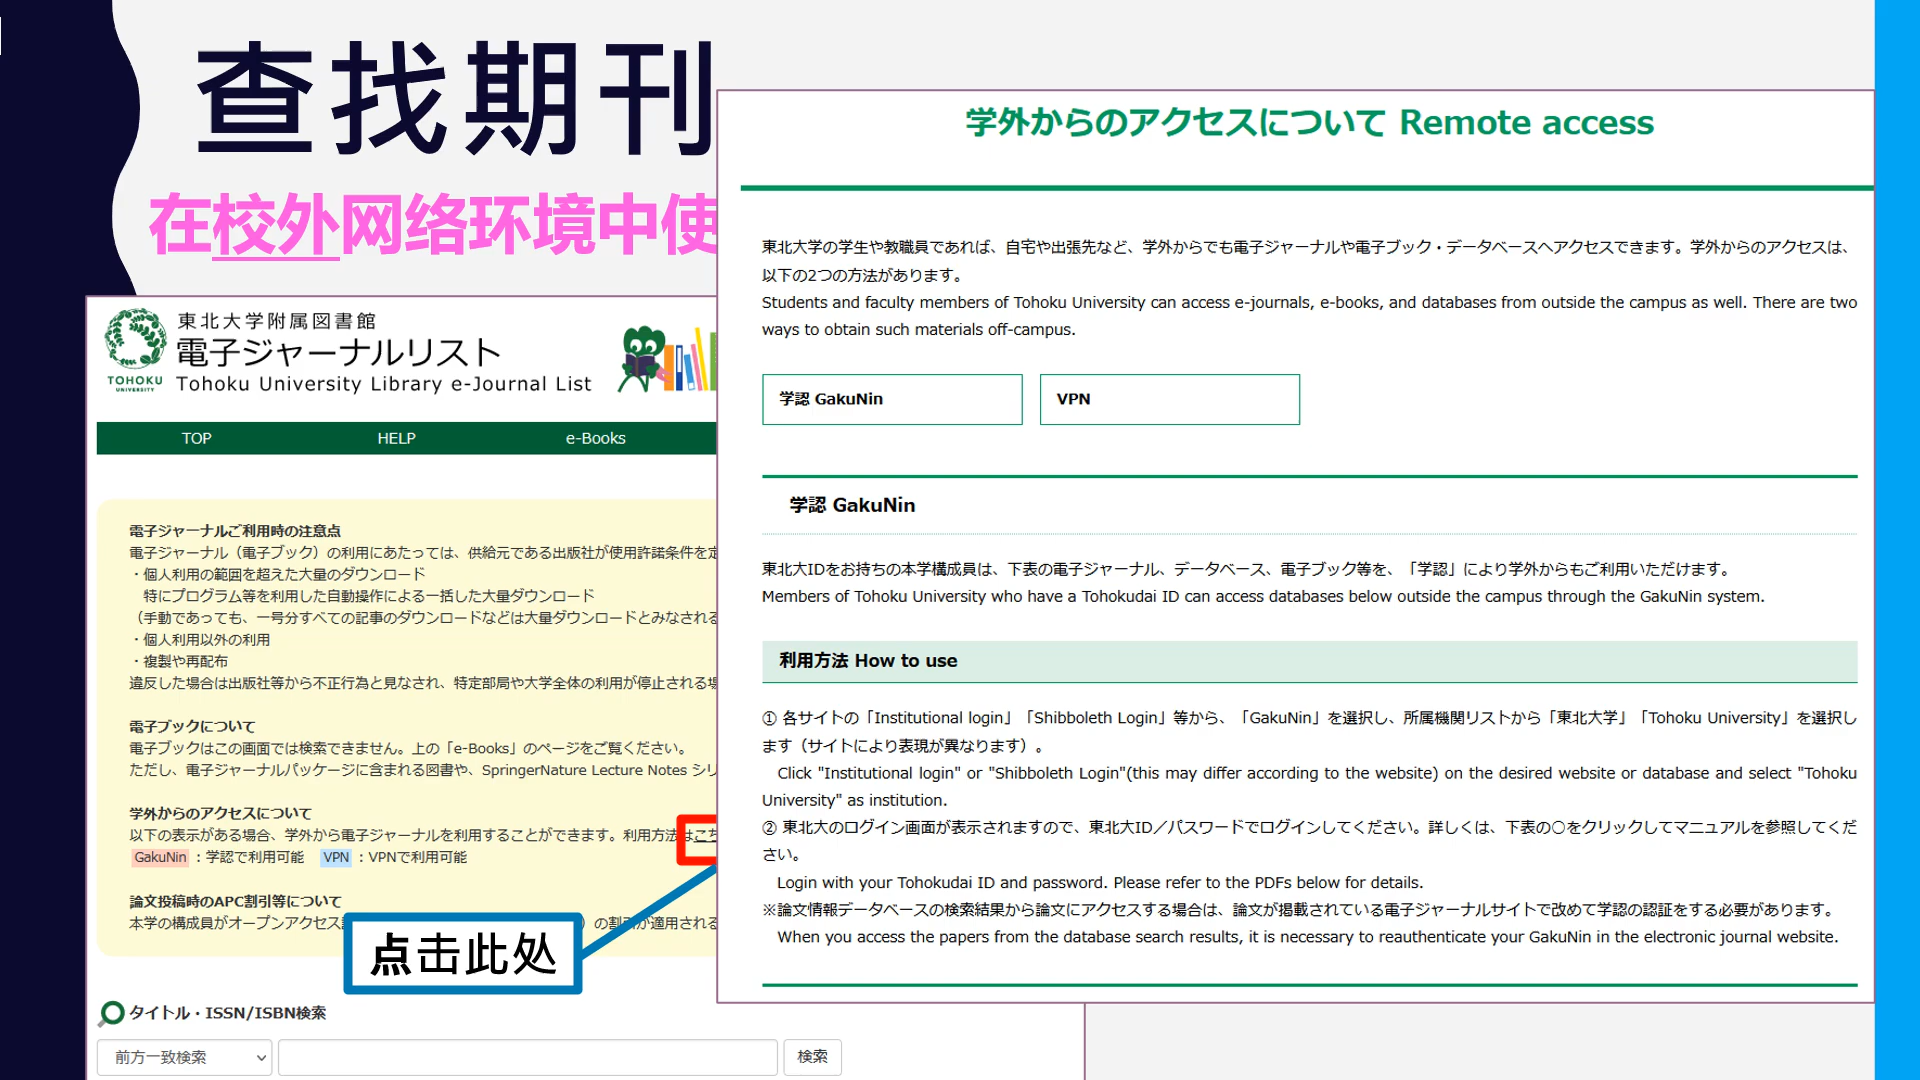 查找期刊
在校外网络环境中使
東北大学附属図書館
電子ジャーナルリスト
Tohoku University Library e-Journal List
TOHOKU
UNIVERSITY
TOP
HELP
e-Books
電子ジャーナルご利用時の注意点
電子ジャーナル（電子ブック）の利用にあたっては、供給元である出版社が使用許諾条件を定
・個人利用の範囲を超えた大量のダウンロード
特にプログラム等を利用した自動操作による一括した大量ダウンロード
（手動であっても、一号分すべての記事のダウンロードなどは大量ダウンロードとみなされる
・個人利用以外の利用
・複製や再配布
違反した場合は出版社等から不正行為と見なされ、特定部局や大学全体の利用が停止される場
電子ブックについて
電子ブックはこの画面では検索できません。上の「e-Books」のページをご覧ください。
ただし、電子ジャーナルパッケージに含まれる図書や、SpringerNature Lecture Notes シリ
学外からのアクセスについて
以下の表示がある場合、学外から電子ジャーナルを利用することができます。利用方法はこち
GakuNin：学認で利用可能 VPN：VPNで利用可能
論文投稿時のAPC割引等について
本学の構成員がオープンアクセス ）の割引が適用される
点击此处
タイトル・ISSN/ISBN検索
前方一致検索
検索
学外からのアクセスについて Remote access
東北大学の学生や教職員であれば、自宅や出張先など、学外からでも電子ジャーナルや電子ブック・データベースへアクセスできます。学外からのアクセスは、
以下の2つの方法があります。
Students and faculty members of Tohoku University can access e-journals, e-books, and databases from outside the campus as well. There are two
ways to obtain such materials off-campus.
学認 GakuNin
VPN
学認 GakuNin
東北大IDをお持ちの本学構成員は、下表の電子ジャーナル、データベース、電子ブック等を、「学認」により学外からもご利用いただけます。
Members of Tohoku University who have a Tohokudai ID can access databases below outside the campus through the GakuNin system.
利用方法 How to use
① 各サイトの「Institutional login」「Shibboleth Login」等から、「GakuNin」を選択し、所属機関リストから「東北大学」「Tohoku University」を選択し
ます（サイトにより表現が異なります）。
Click "Institutional login" or "Shibboleth Login"(this may differ according to the website) on the desired website or database and select "Tohoku
University" as institution.
② 東北大のログイン画面が表示されますので、東北大ID／パスワードでログインしてください。詳しくは、下表の○をクリックしてマニュアルを参照してくだ
さい。
Login with your Tohokudai ID and password. Please refer to the PDFs below for details.
※論文情報データベースの検索結果から論文にアクセスする場合は、論文が掲載されている電子ジャーナルサイトで改めて学認の認証をする必要があります。
When you access the papers from the database search results, it is necessary to reauthenticate your GakuNin in the electronic journal website.